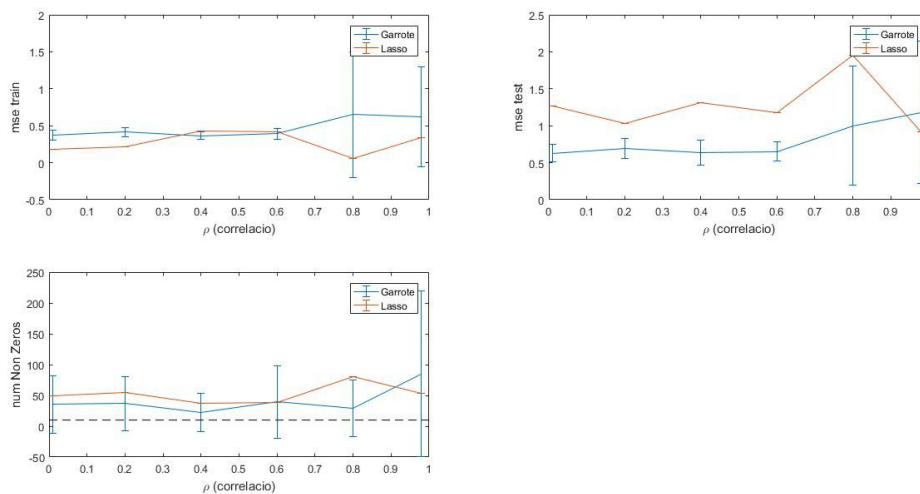 2
1.5
1
0.5
0
-0.5
mse train
0 0.1 0.2 0.3 0.4 0.5 0.6 0.7 0.8 0.9 1
ρ (correlacio)
Garrote
Lasso
2.5
2
1.5
1
0.5
0
mse test
0 0.1 0.2 0.3 0.4 0.5 0.6 0.7 0.8 0.9
ρ (correlacio)
Garrote
Lasso
250
200
150
100
50
0
-50
num Non Zeros
0 0.1 0.2 0.3 0.4 0.5 0.6 0.7 0.8 0.9 1
ρ (correlacio)
Garrote
Lasso